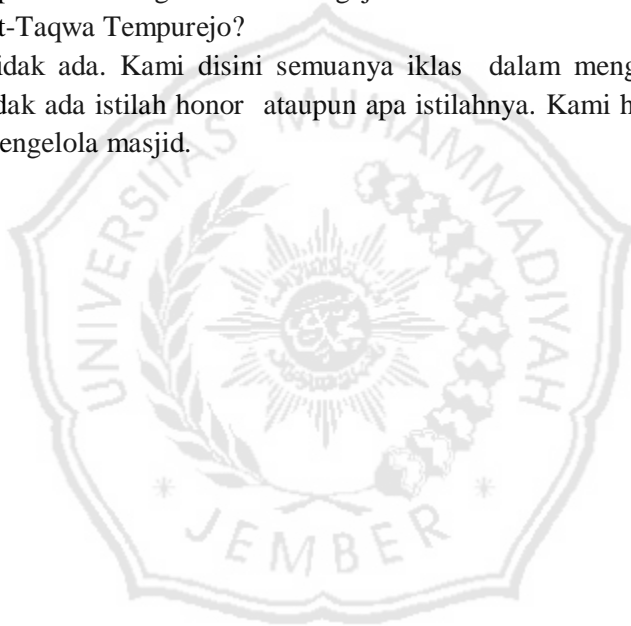 t-Taqwa Tempurejo?
idak ada. Kami disini semuanya iklas dalam meng
dak ada istilah honor ataupun apa istilahnya. Kami h
engelola masjid.
UNIVERSITAS MUHAMMADIYAH
* JEMBER *